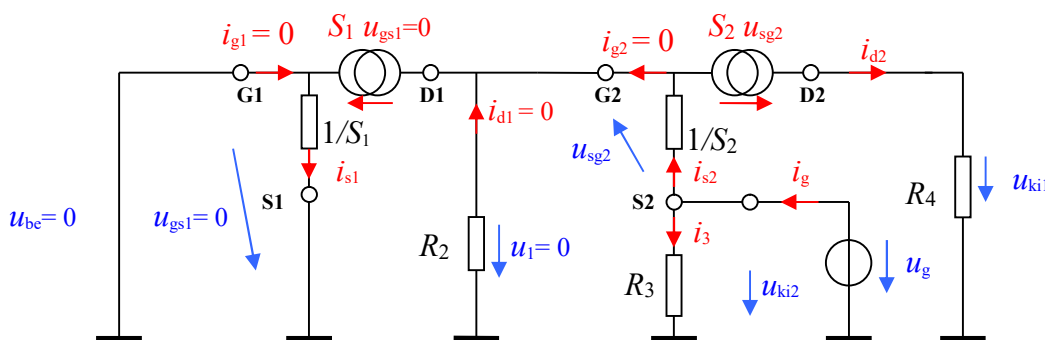 i_g1 = 0
S_1 u_gs1=0
i_g2 = 0
S_2 u_sg2
i_d2
G1
D1
G2
D2
i_d1 = 0
1/S_1
1/S_2
u_sg2
i_s1
i_s2
i_g
S1
S2
R_4
u_ki1
u_be= 0
u_gs1= 0
R_2
u_1= 0
i_3
R_3
u_ki2
u_g